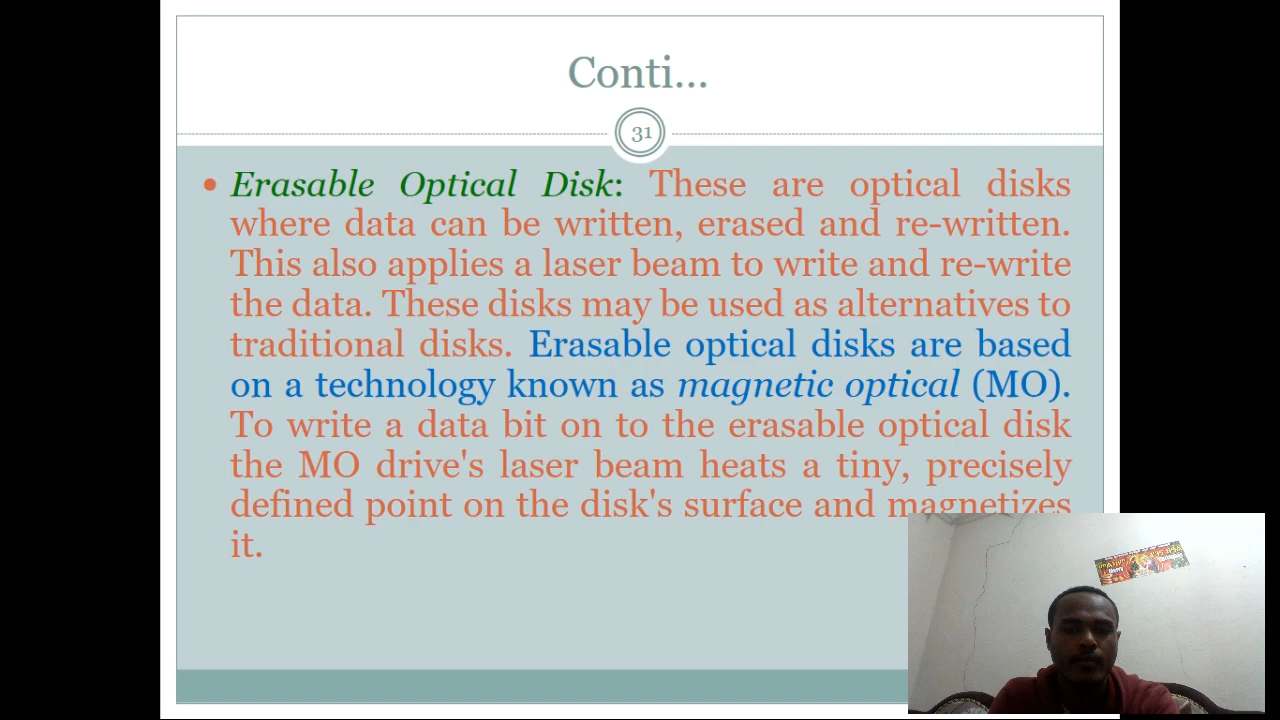 Conti...
31
• Erasable Optical Disk: These are optical disks
where data can be written, erased and re-written.
This also applies a laser beam to write and re-write
the data. These disks may be used as alternatives to
traditional disks. Erasable optical disks are based
on a technology known as magnetic optical (MO).
To write a data bit on to the erasable optical disk
the MO drive's laser beam heats a tiny, precisely
defined point on the disk's surface and magnetizes
it.